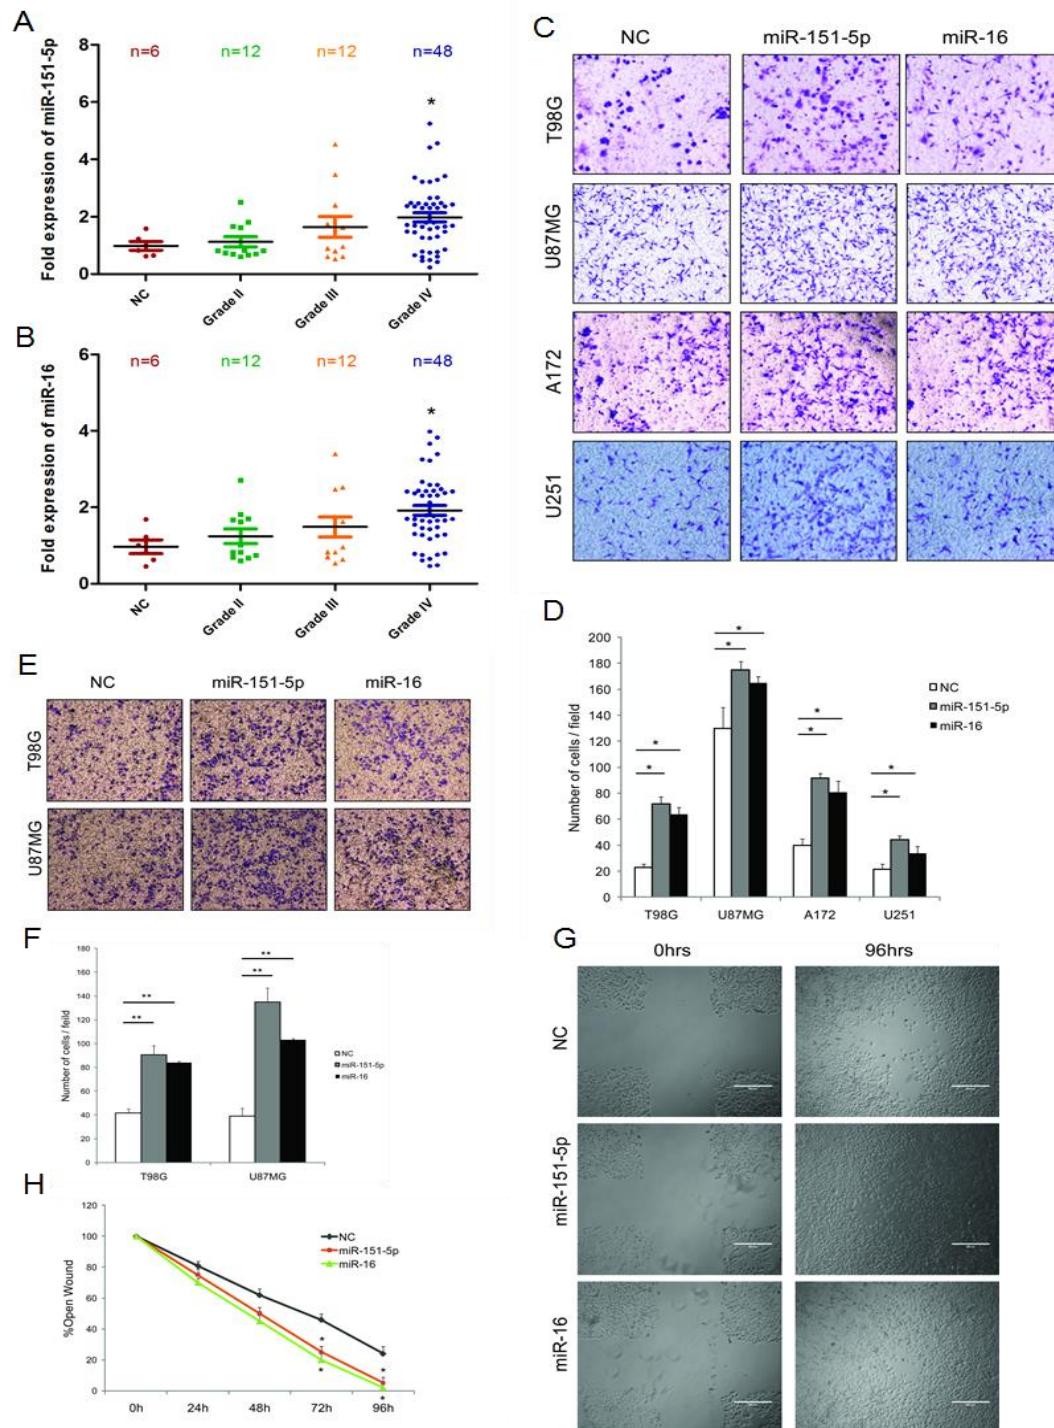 A
Fold expression of miR-151-5p
8
6
4
2
0
n=6
n=12
n=12
n=48
*
NC
Grade II
Grade III
Grade IV
B
Fold expression of miR-16
6
4
2
0
n=6
n=12
n=12
n=48
*
NC
Grade II
Grade III
Grade IV
C
NC
miR-151-5p
miR-16
T98G
U87MG
A172
U251
D
Number of cells / field
200
180
160
140
120
100
80
60
40
20
0
* *
* *
* *
* *
NC
miR-151-5p
miR-16
T98G
U87MG
A172
U251
E
NC
miR-151-5p
miR-16
T98G
U87MG
F
Number of cells / feild
180
160
140
120
100
80
60
40
20
0
** **
** **
NC
miR-151-5p
miR-16
T98G
U87MG
G
0hrs
96hrs
NC
miR-151-5p
miR-16
H
%Open Wound
120
100
80
60
40
20
0
NC
miR-151-5p
miR-16
* *
* *
0h
24h
48h
72h
96h